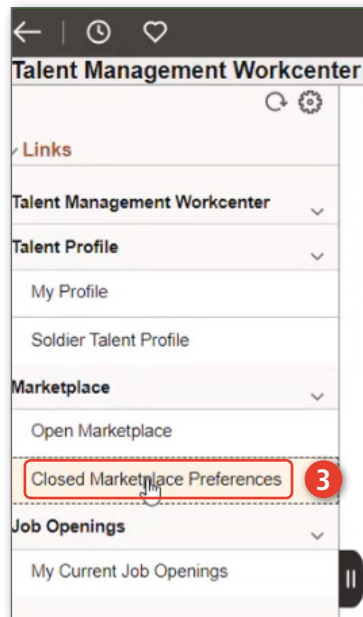 Talent Management Workcenter
Links
Talent Management Workcenter
Talent Profile
My Profile
Soldier Talent Profile
Marketplace
Open Marketplace
Closed Marketplace Preferences 3
Job Openings
My Current Job Openings